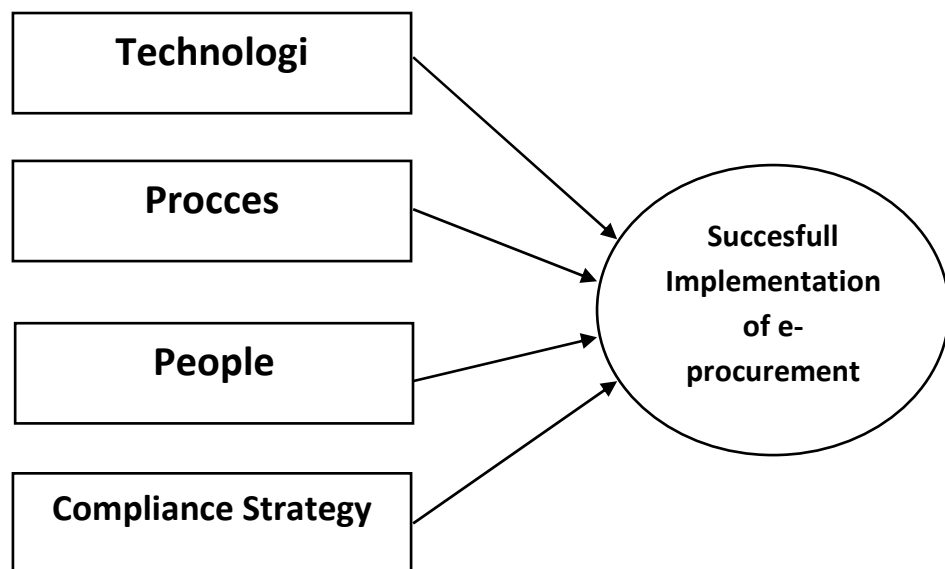 Technologi
Procces
People
Compliance Strategy
Succesfull
Implementation
of e-
procurement